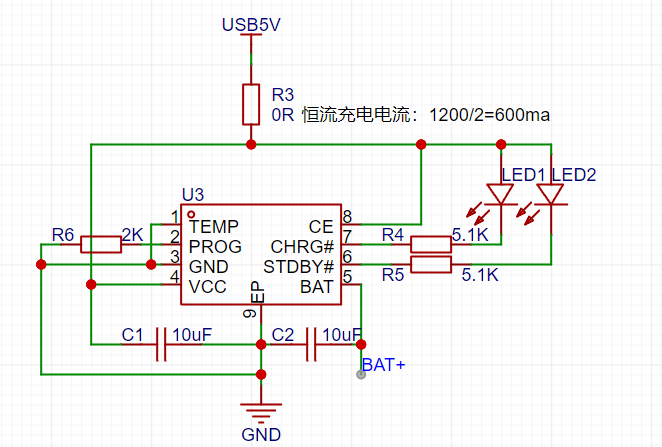 USB5V
R3
0R 恒流充电电流：1200/2=600ma
LED1 LED2
U3
1 TEMP CE 8
R6 2K 2 PROG CHRG# 7 R4 5.1K
3 GND STDBY# 6 R5 5.1K
4 VCC BAT 5
EP
9
C1 10uF C2 10uF
BAT+
GND